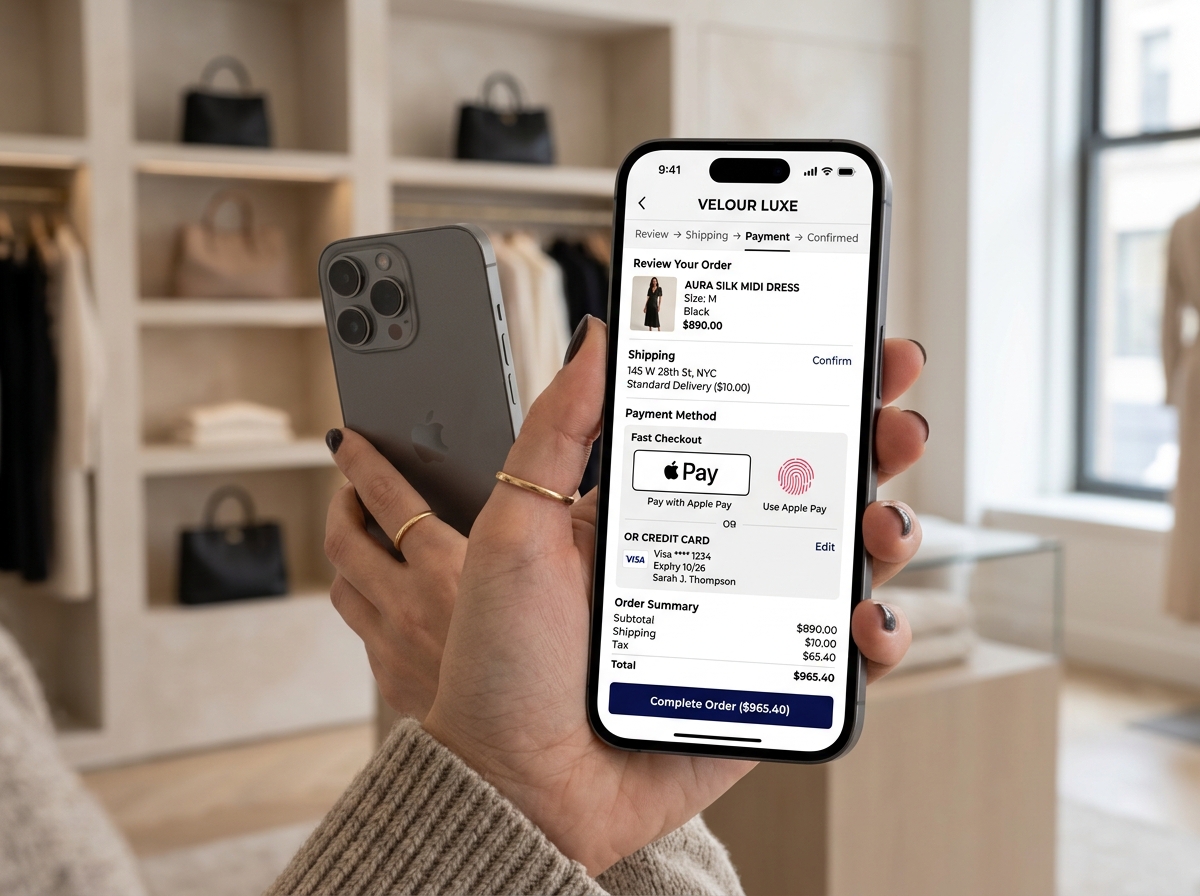 9:41
VELOUR LUXE
Review → Shipping → Payment → Confirmed
Review Your Order
AURA SILK MIDI DRESS
Size: M
Black
$890.00
Shipping
Confirm
145 W 28th St, NYC
Standard Delivery ($10.00)
Payment Method
Fast Checkout
Pay
Pay with Apple Pay
Use Apple Pay
OR
OR CREDIT CARD
Edit
VISA
Visa **** 1234
Expiry 10/26
Sarah J. Thompson
Order Summary
Subtotal $890.00
Shipping $10.00
Tax $65.40
Total $965.40
Complete Order ($965.40)